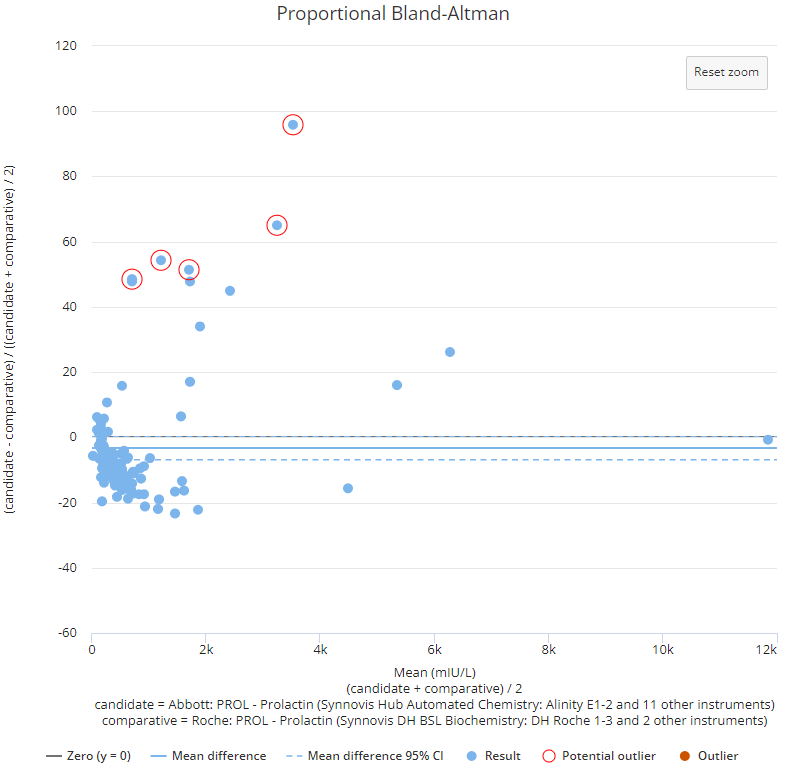 Proportional Bland-Altman
Reset zoom
(candidate - comparative) / ((candidate + comparative) / 2)
120
100
80
60
40
20
0
-20
-40
-60
0 2k 4k 6k 8k 10k 12k
Mean (mIU/L)
(candidate + comparative) / 2
candidate = Abbott: PROL - Prolactin (Synnovis Hub Automated Chemistry: Alinity E1-2 and 11 other instruments)
comparative = Roche: PROL - Prolactin (Synnovis DH BSL Biochemistry: DH Roche 1-3 and 2 other instruments)
Zero (y = 0) Mean difference Mean difference 95% CI Result Potential outlier Outlier